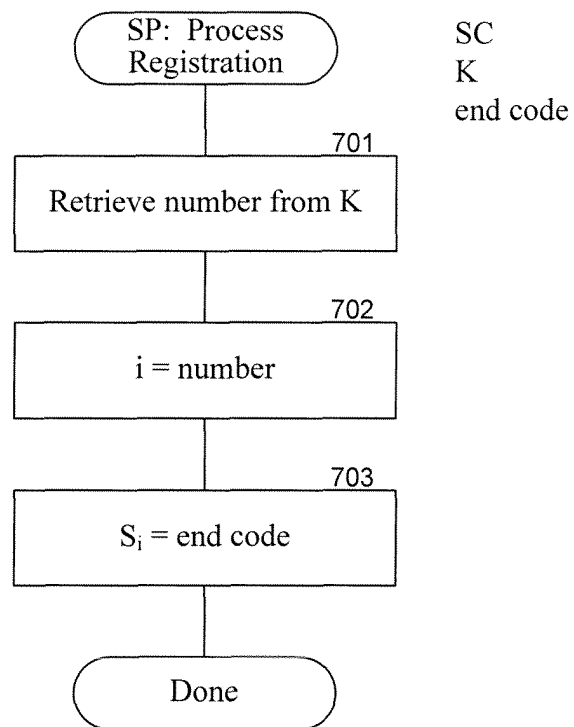 SP: Process
Registration
SC
K
end code
701
Retrieve number from K
702
i = number
703
Sᵢ = end code
Done